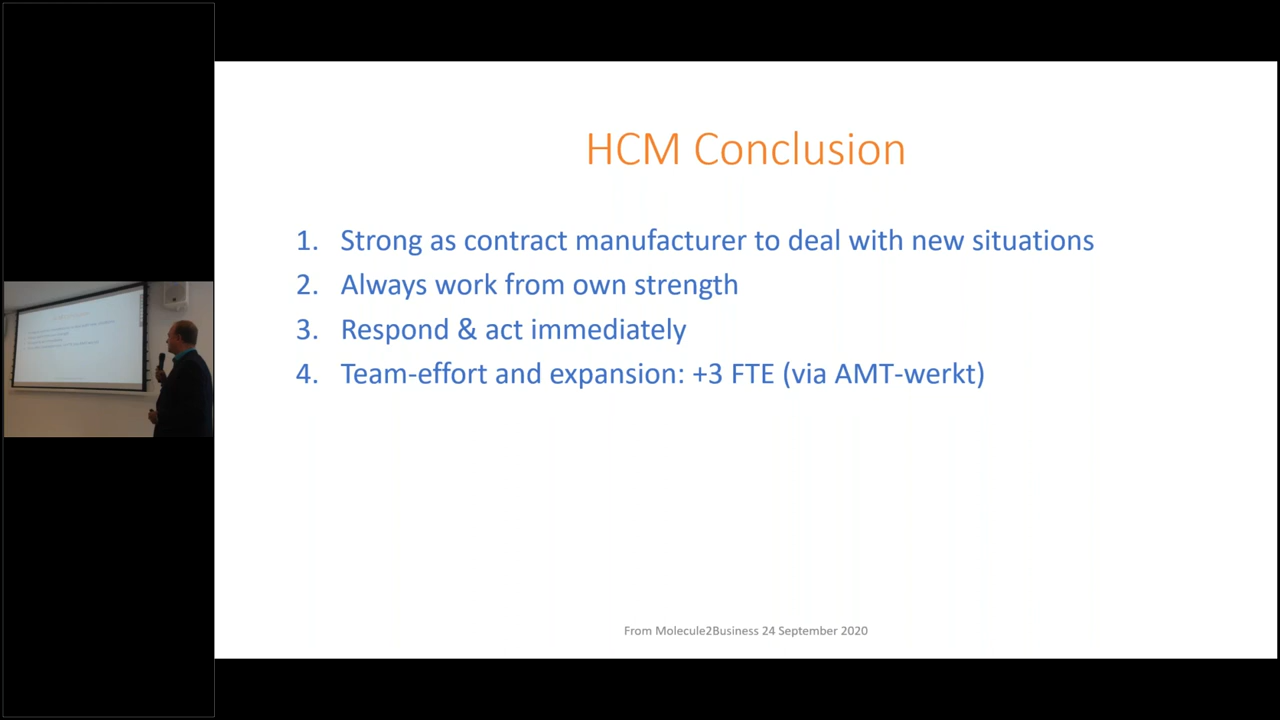 HCM Conclusion
1. Strong as contract manufacturer to deal with new situations
2. Always work from own strength
3. Respond & act immediately
4. Team-effort and expansion: +3 FTE (via AMT-werkt)
From Molecule2Business 24 September 2020